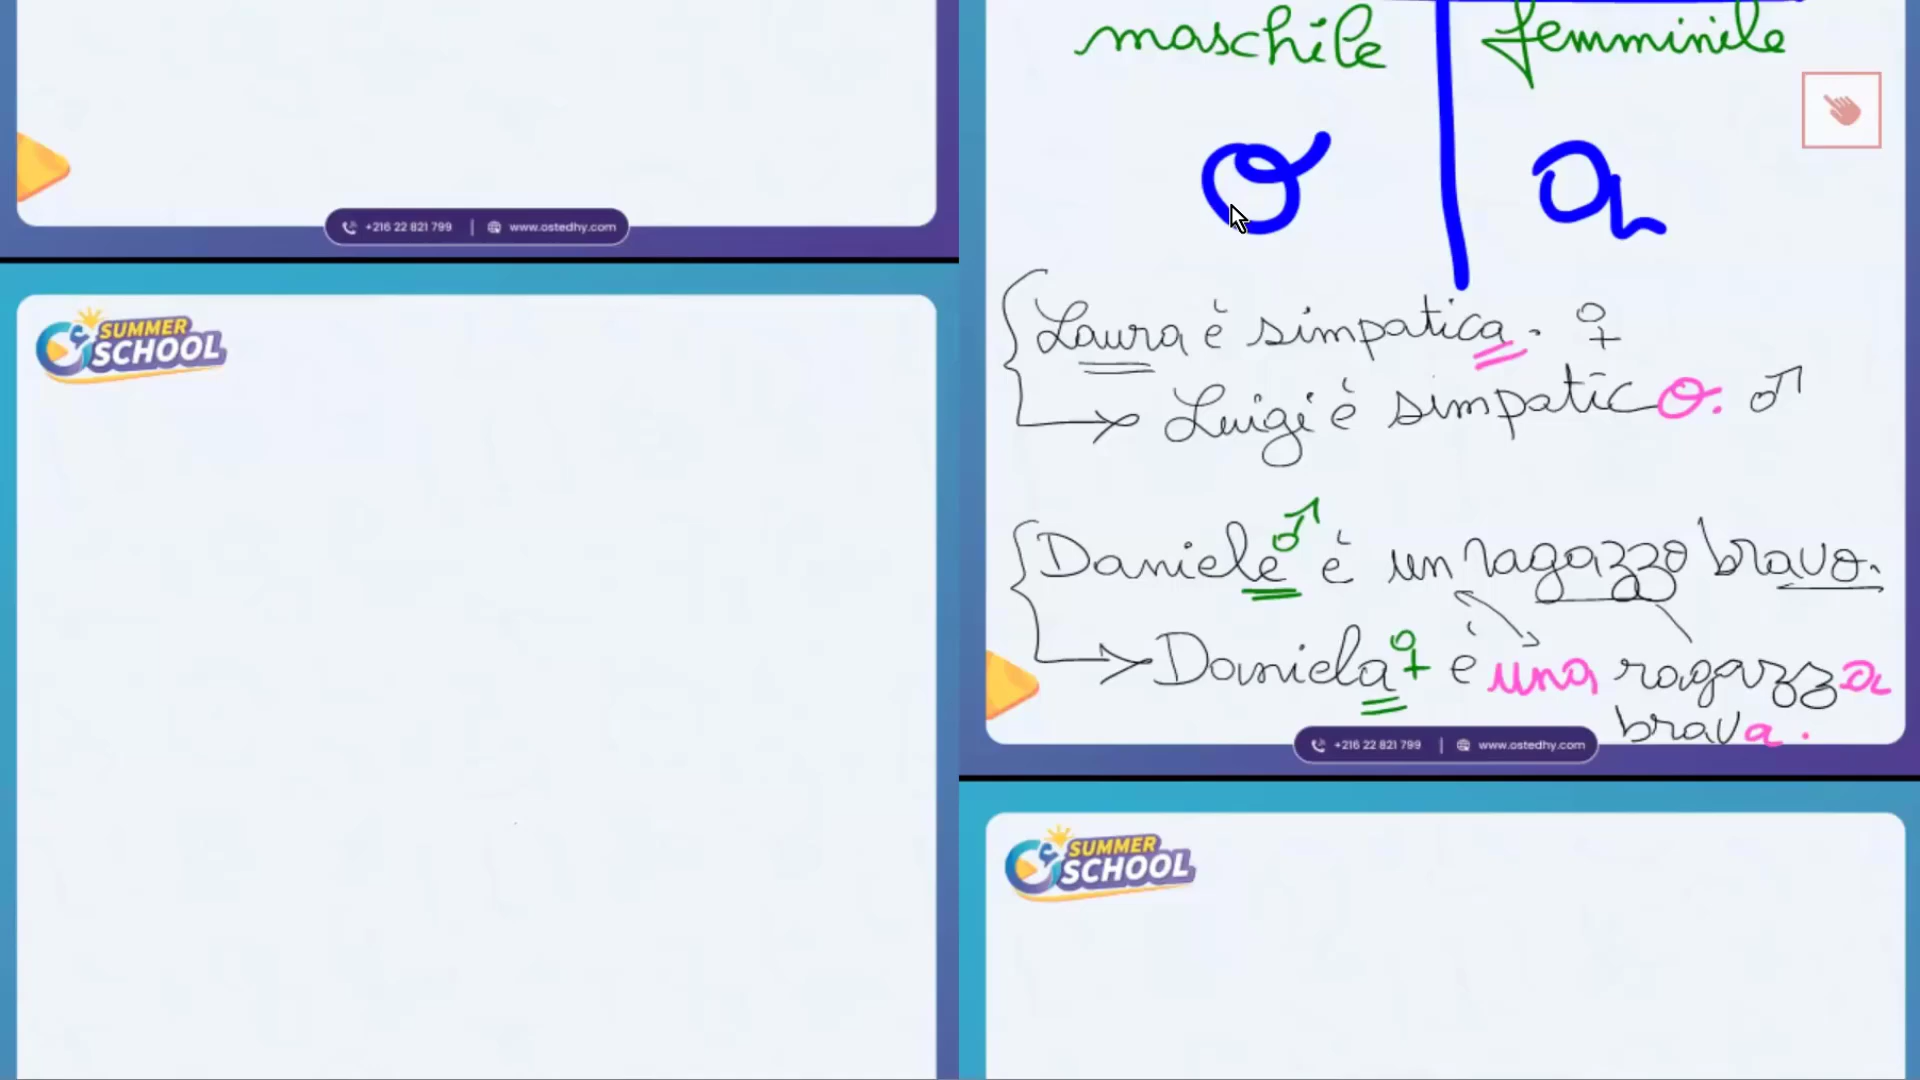 +216 22 821 799 | www.ostedhy.com
SUMMER
SCHOOL
maschile femminile
o a
Laura è simpatica. ♀
Luigi è simpatico. ♂
Daniele ♂ è un ragazzo bravo.
Daniela ♀ è una ragazza
brava.
+216 22 821 799 | www.ostedhy.com
SUMMER
SCHOOL